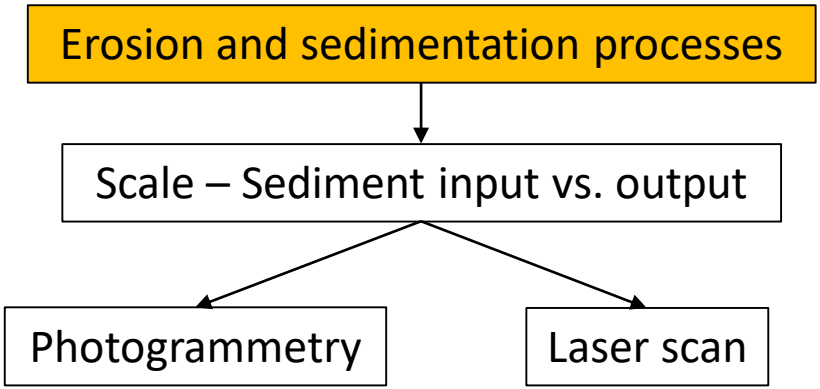 Erosion and sedimentation processes
Scale – Sediment input vs. output
Photogrammetry
Laser scan